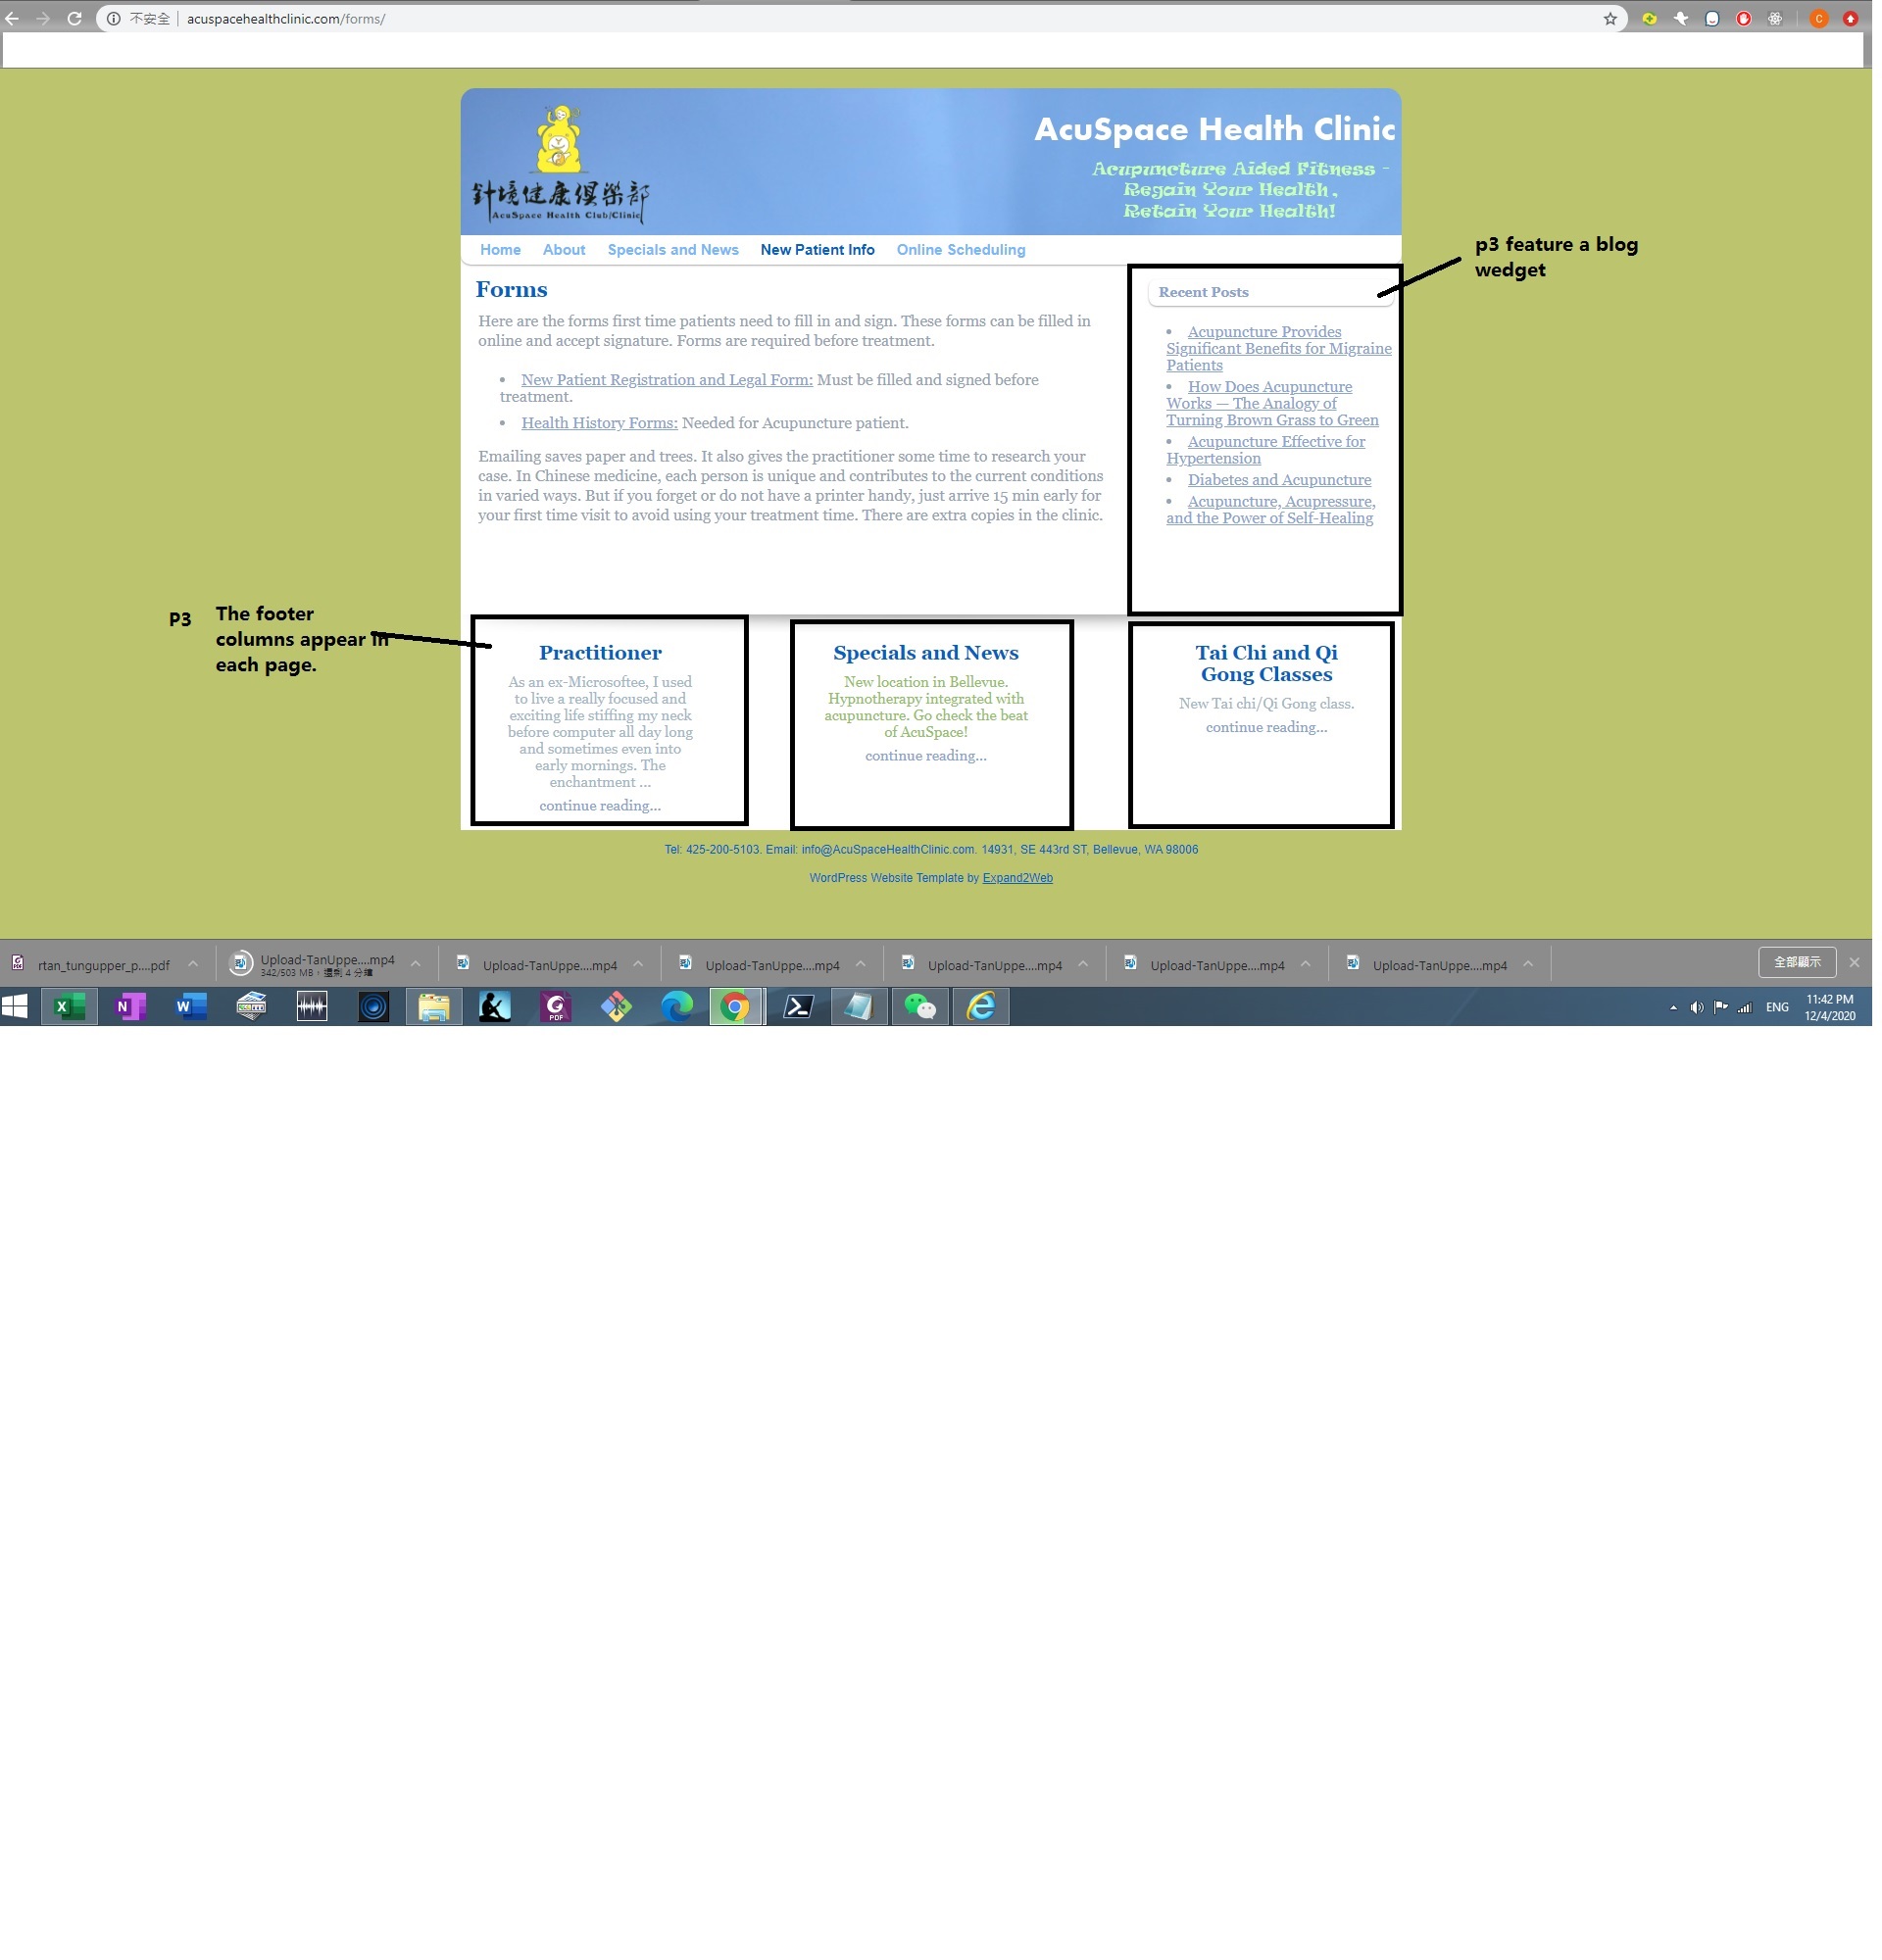 不安全 acuspacehealthclinic.com/forms/
C
AcuSpace Health Clinic
Acupuncture Aided Fitness -
Regain Your Health,
Retain Your Health!
針境健康俱樂部
AcuSpace Health Club/Clinic
Home About Specials and News New Patient Info Online Scheduling
p3 feature a blog
wedget
Forms
Here are the forms first time patients need to fill in and sign. These forms can be filled in
online and accept signature. Forms are required before treatment.
• New Patient Registration and Legal Form: Must be filled and signed before
treatment.
• Health History Forms: Needed for Acupuncture patient.
Emailing saves paper and trees. It also gives the practitioner some time to research your
case. In Chinese medicine, each person is unique and contributes to the current conditions
in varied ways. But if you forget or do not have a printer handy, just arrive 15 min early for
your first time visit to avoid using your treatment time. There are extra copies in the clinic.
Recent Posts
• Acupuncture Provides
Significant Benefits for Migraine
Patients
• How Does Acupuncture
Works — The Analogy of
Turning Brown Grass to Green
• Acupuncture Effective for
Hypertension
• Diabetes and Acupuncture
• Acupuncture, Acupressure,
and the Power of Self-Healing
P3 The footer
columns appear in
each page.
Practitioner
As an ex-Microsoftee, I used
to live a really focused and
exciting life stiffing my neck
before computer all day long
and sometimes even into
early mornings. The
enchantment ...
continue reading...
Specials and News
New location in Bellevue.
Hypnotherapy integrated with
acupuncture. Go check the beat
of AcuSpace!
continue reading...
Tai Chi and Qi
Gong Classes
New Tai chi/Qi Gong class.
continue reading...
Tel: 425-200-5103. Email: info@AcuSpaceHealthClinic.com. 14931, SE 443rd ST, Bellevue, WA 98006
WordPress Website Template by Expand2Web
rtan_tungupper_p....pdf
Upload-TanUppe....mp4
342/503 MB，還剩 4 分鐘
Upload-TanUppe....mp4
Upload-TanUppe....mp4
Upload-TanUppe....mp4
Upload-TanUppe....mp4
Upload-TanUppe....mp4
全部顯示
PDF
ENG
11:42 PM
12/4/2020